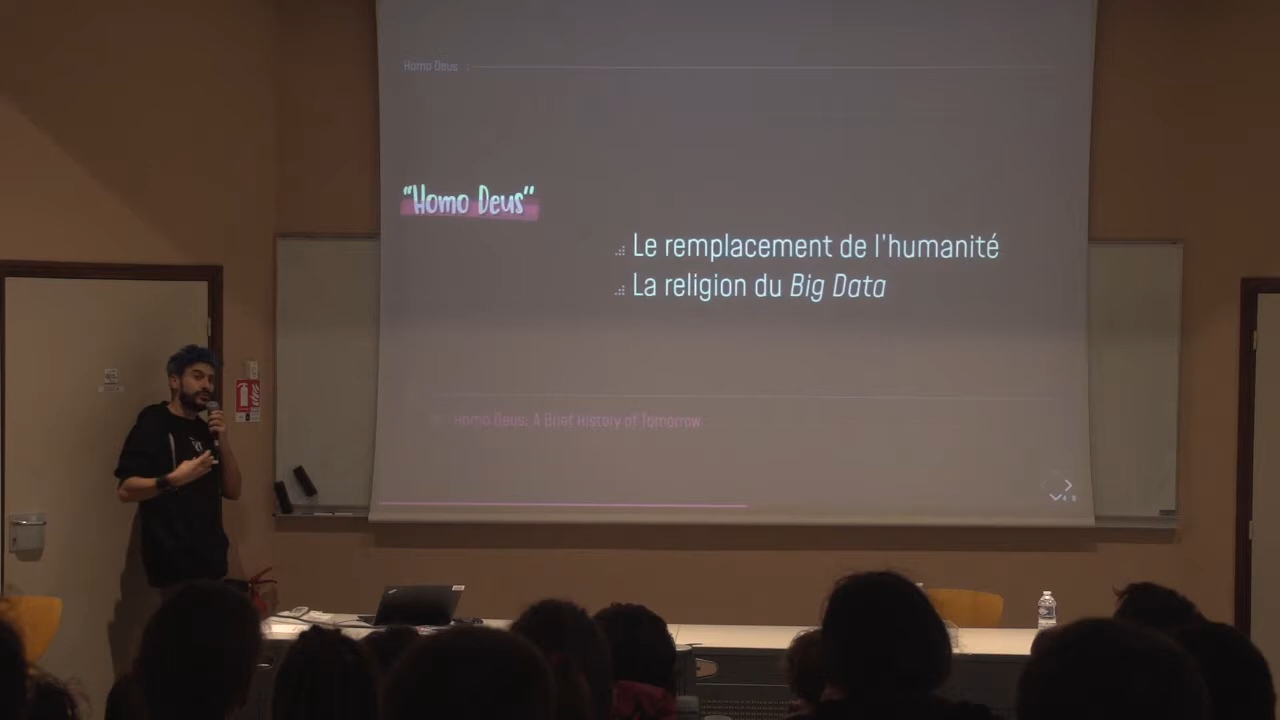 Homo Deus :
“Homo Deus”
Le remplacement de l'humanité
La religion du Big Data
Homo Deus: A Brief History of Tomorrow